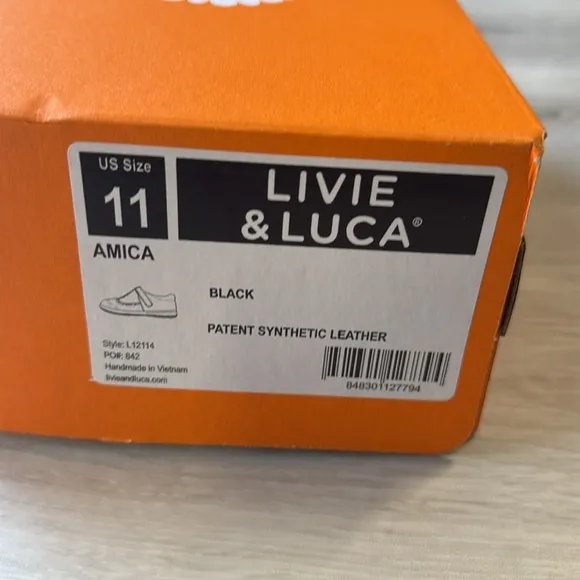 US Size
11
LIVIE
& LUCA®
AMICA
BLACK
PATENT SYNTHETIC LEATHER
Style: L12114
PO#: 842
Handmade in Vietnam
livieandluca.com
848301127794